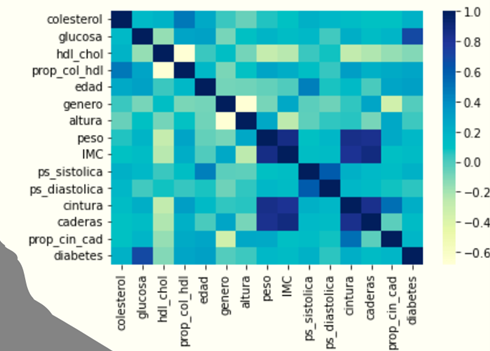 colesterol
glucosa
hdl_chol
prop_col_hdl
edad
genero
altura
peso
IMC
ps_sistolica
ps_diastolica
cintura
caderas
prop_cin_cad
diabetes
colesterol
glucosa
hdl_chol
prop_col_hdl
edad
genero
altura
peso
IMC
ps_sistolica
ps_diastolica
cintura
caderas
prop_cin_cad
diabetes
1.0
0.8
0.6
0.4
0.2
0.0
−0.2
−0.4
−0.6